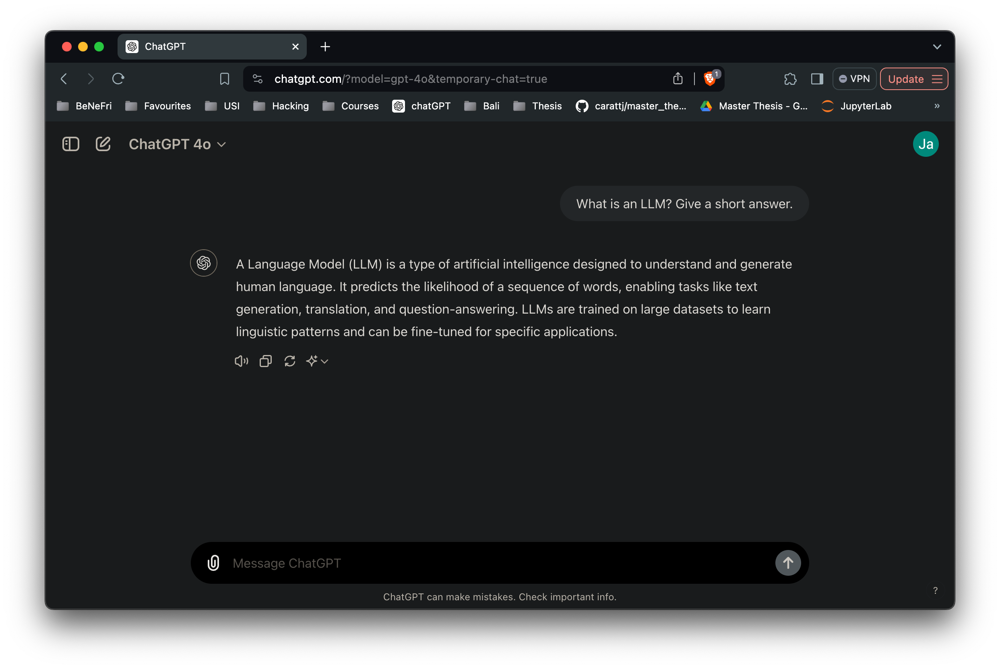 ChatGPT
chatgpt.com/?model=gpt-4o&temporary-chat=true
1
VPN
Update
BeNeFri Favourites USI Hacking Courses chatGPT Bali Thesis carattj/master_the... Master Thesis - G... JupyterLab »
ChatGPT 4o
Ja
What is an LLM? Give a short answer.
A Language Model (LLM) is a type of artificial intelligence designed to understand and generate
human language. It predicts the likelihood of a sequence of words, enabling tasks like text
generation, translation, and question-answering. LLMs are trained on large datasets to learn
linguistic patterns and can be fine-tuned for specific applications.
Message ChatGPT
ChatGPT can make mistakes. Check important info.
?